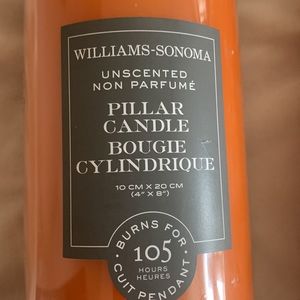 WILLIAMS-SONOMA
UNSCENTED
NON PARFUMÉ
PILLAR
CANDLE
BOUGIE
CYLINDRIQUE
10 CM X 20 CM
(4" X 8")
BURNS FOR
105
HOURS
HEURES
CUIT PENDANT